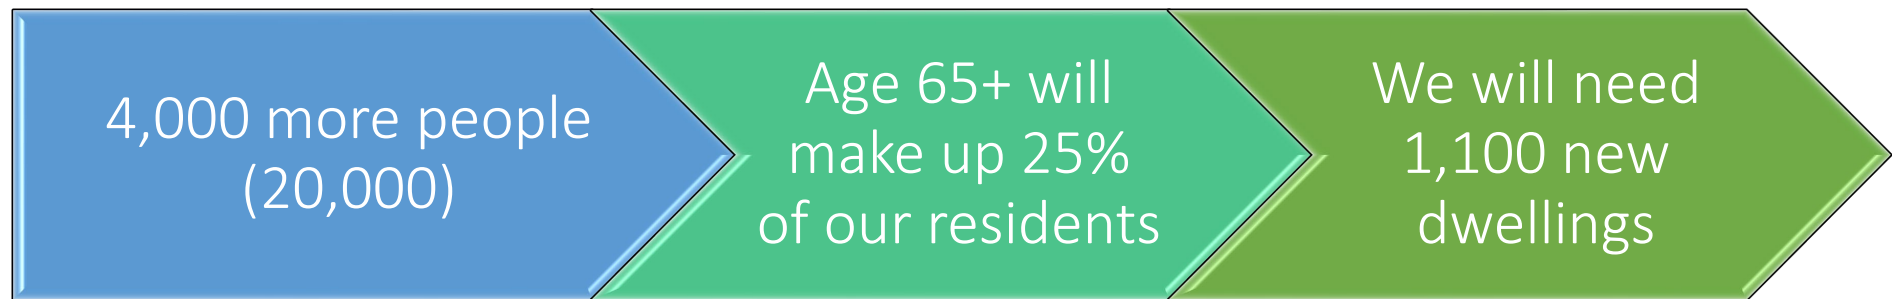 4,000 more people
(20,000)
Age 65+ will
make up 25%
of our residents
We will need
1,100 new
dwellings